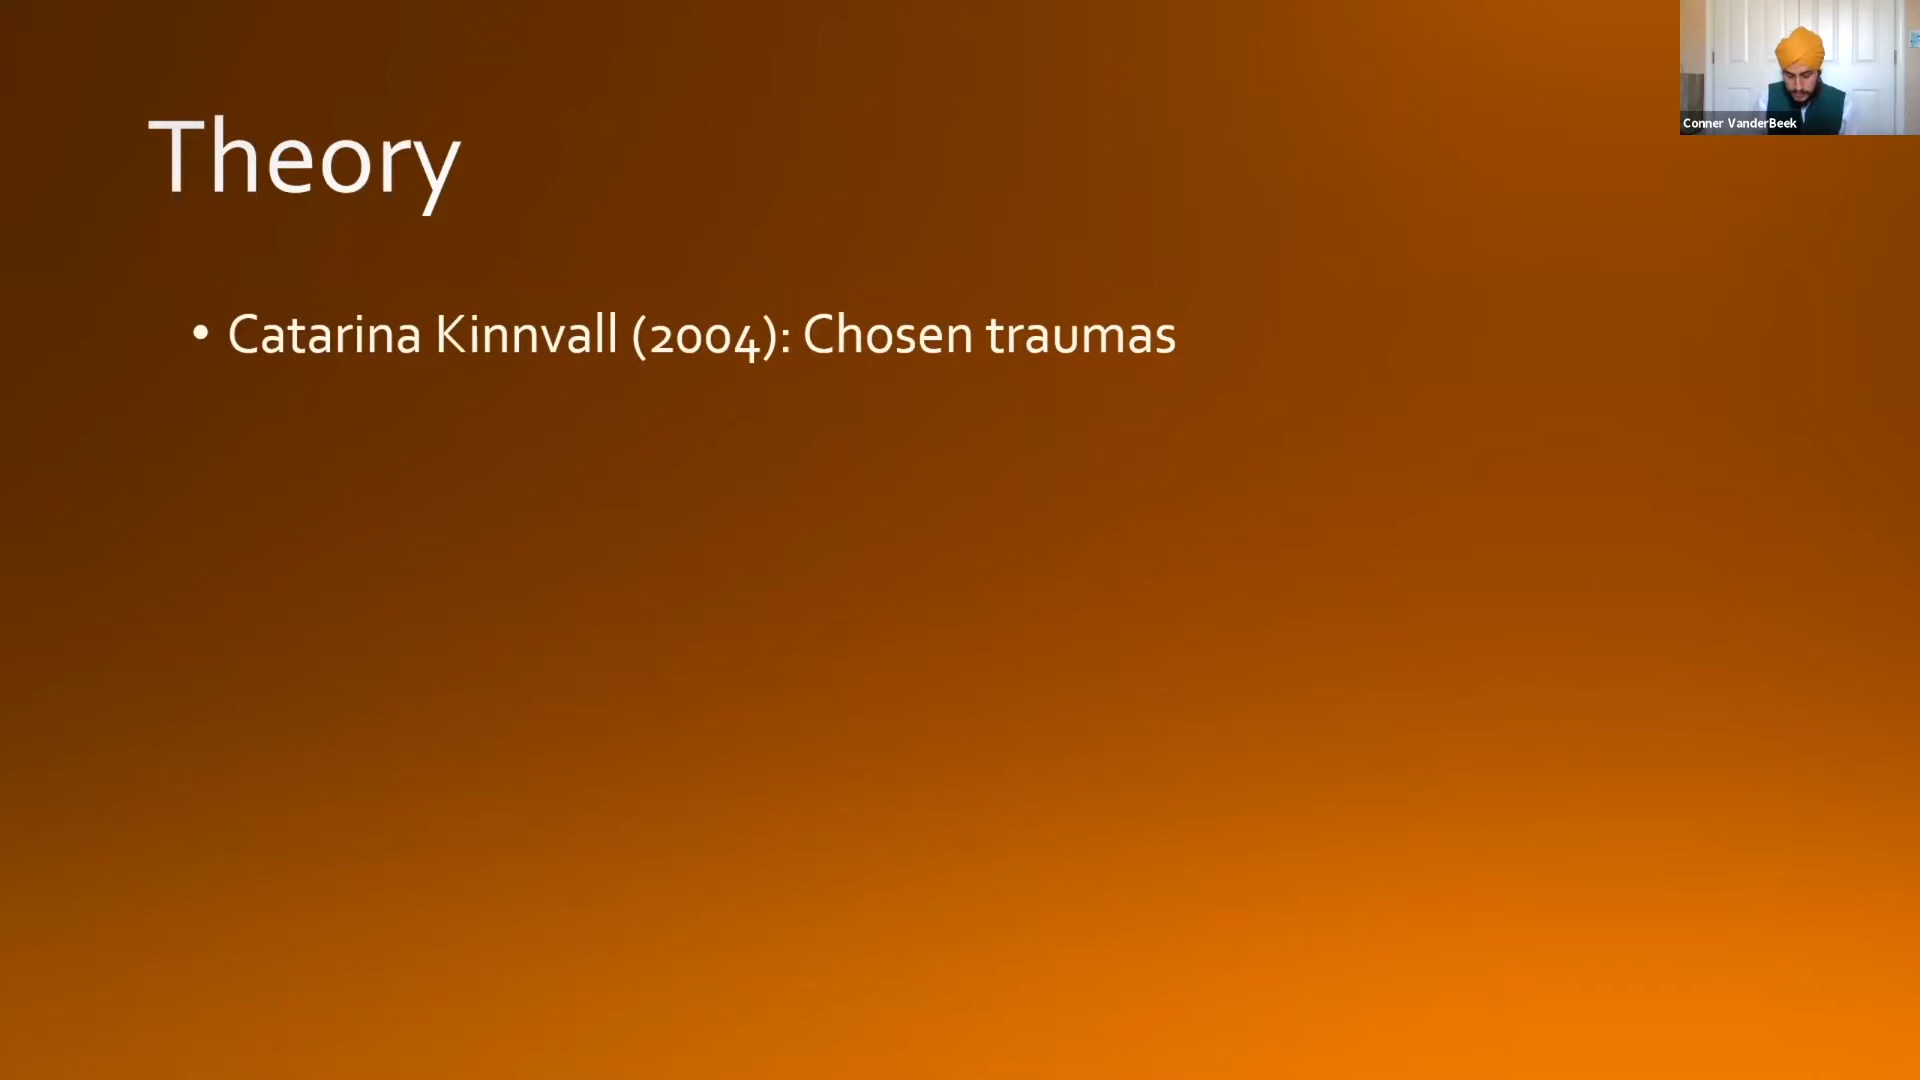 Theory
• Catarina Kinnvall (2004): Chosen traumas
Conner VanderBeek